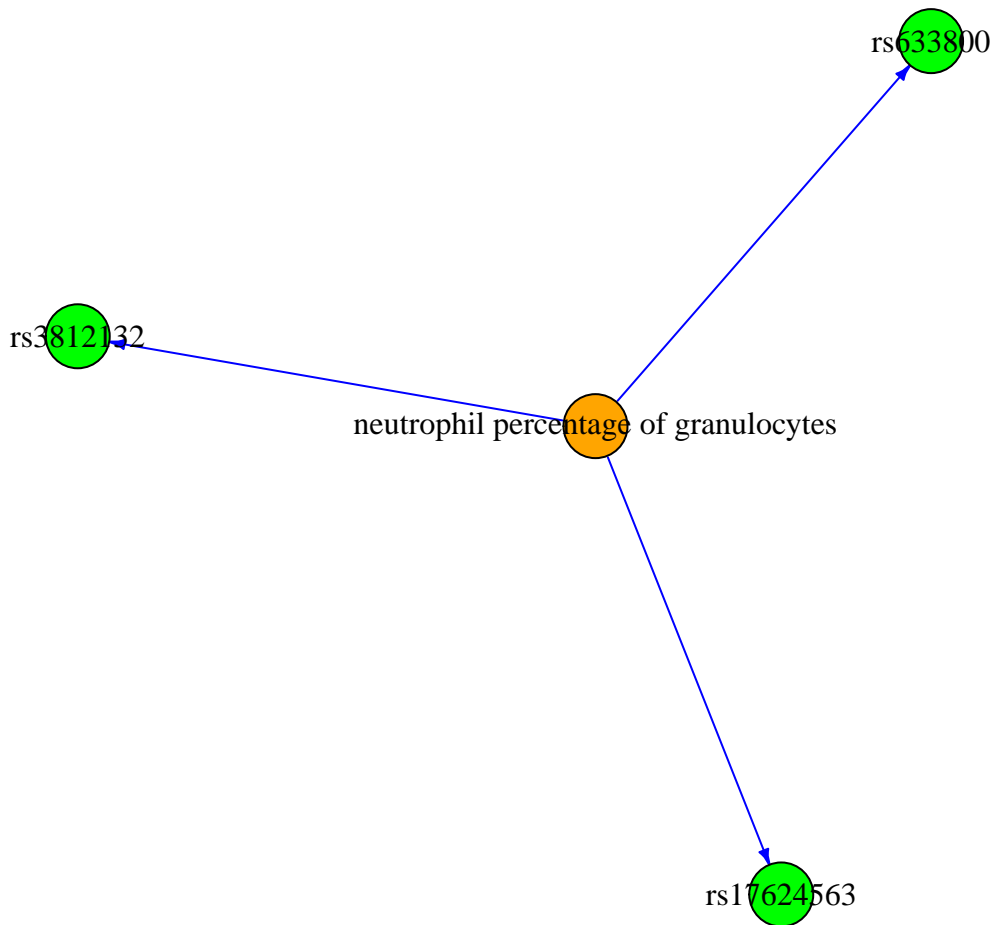 rs633800
rs3812132
neutrophil percentage of granulocytes
rs17624563